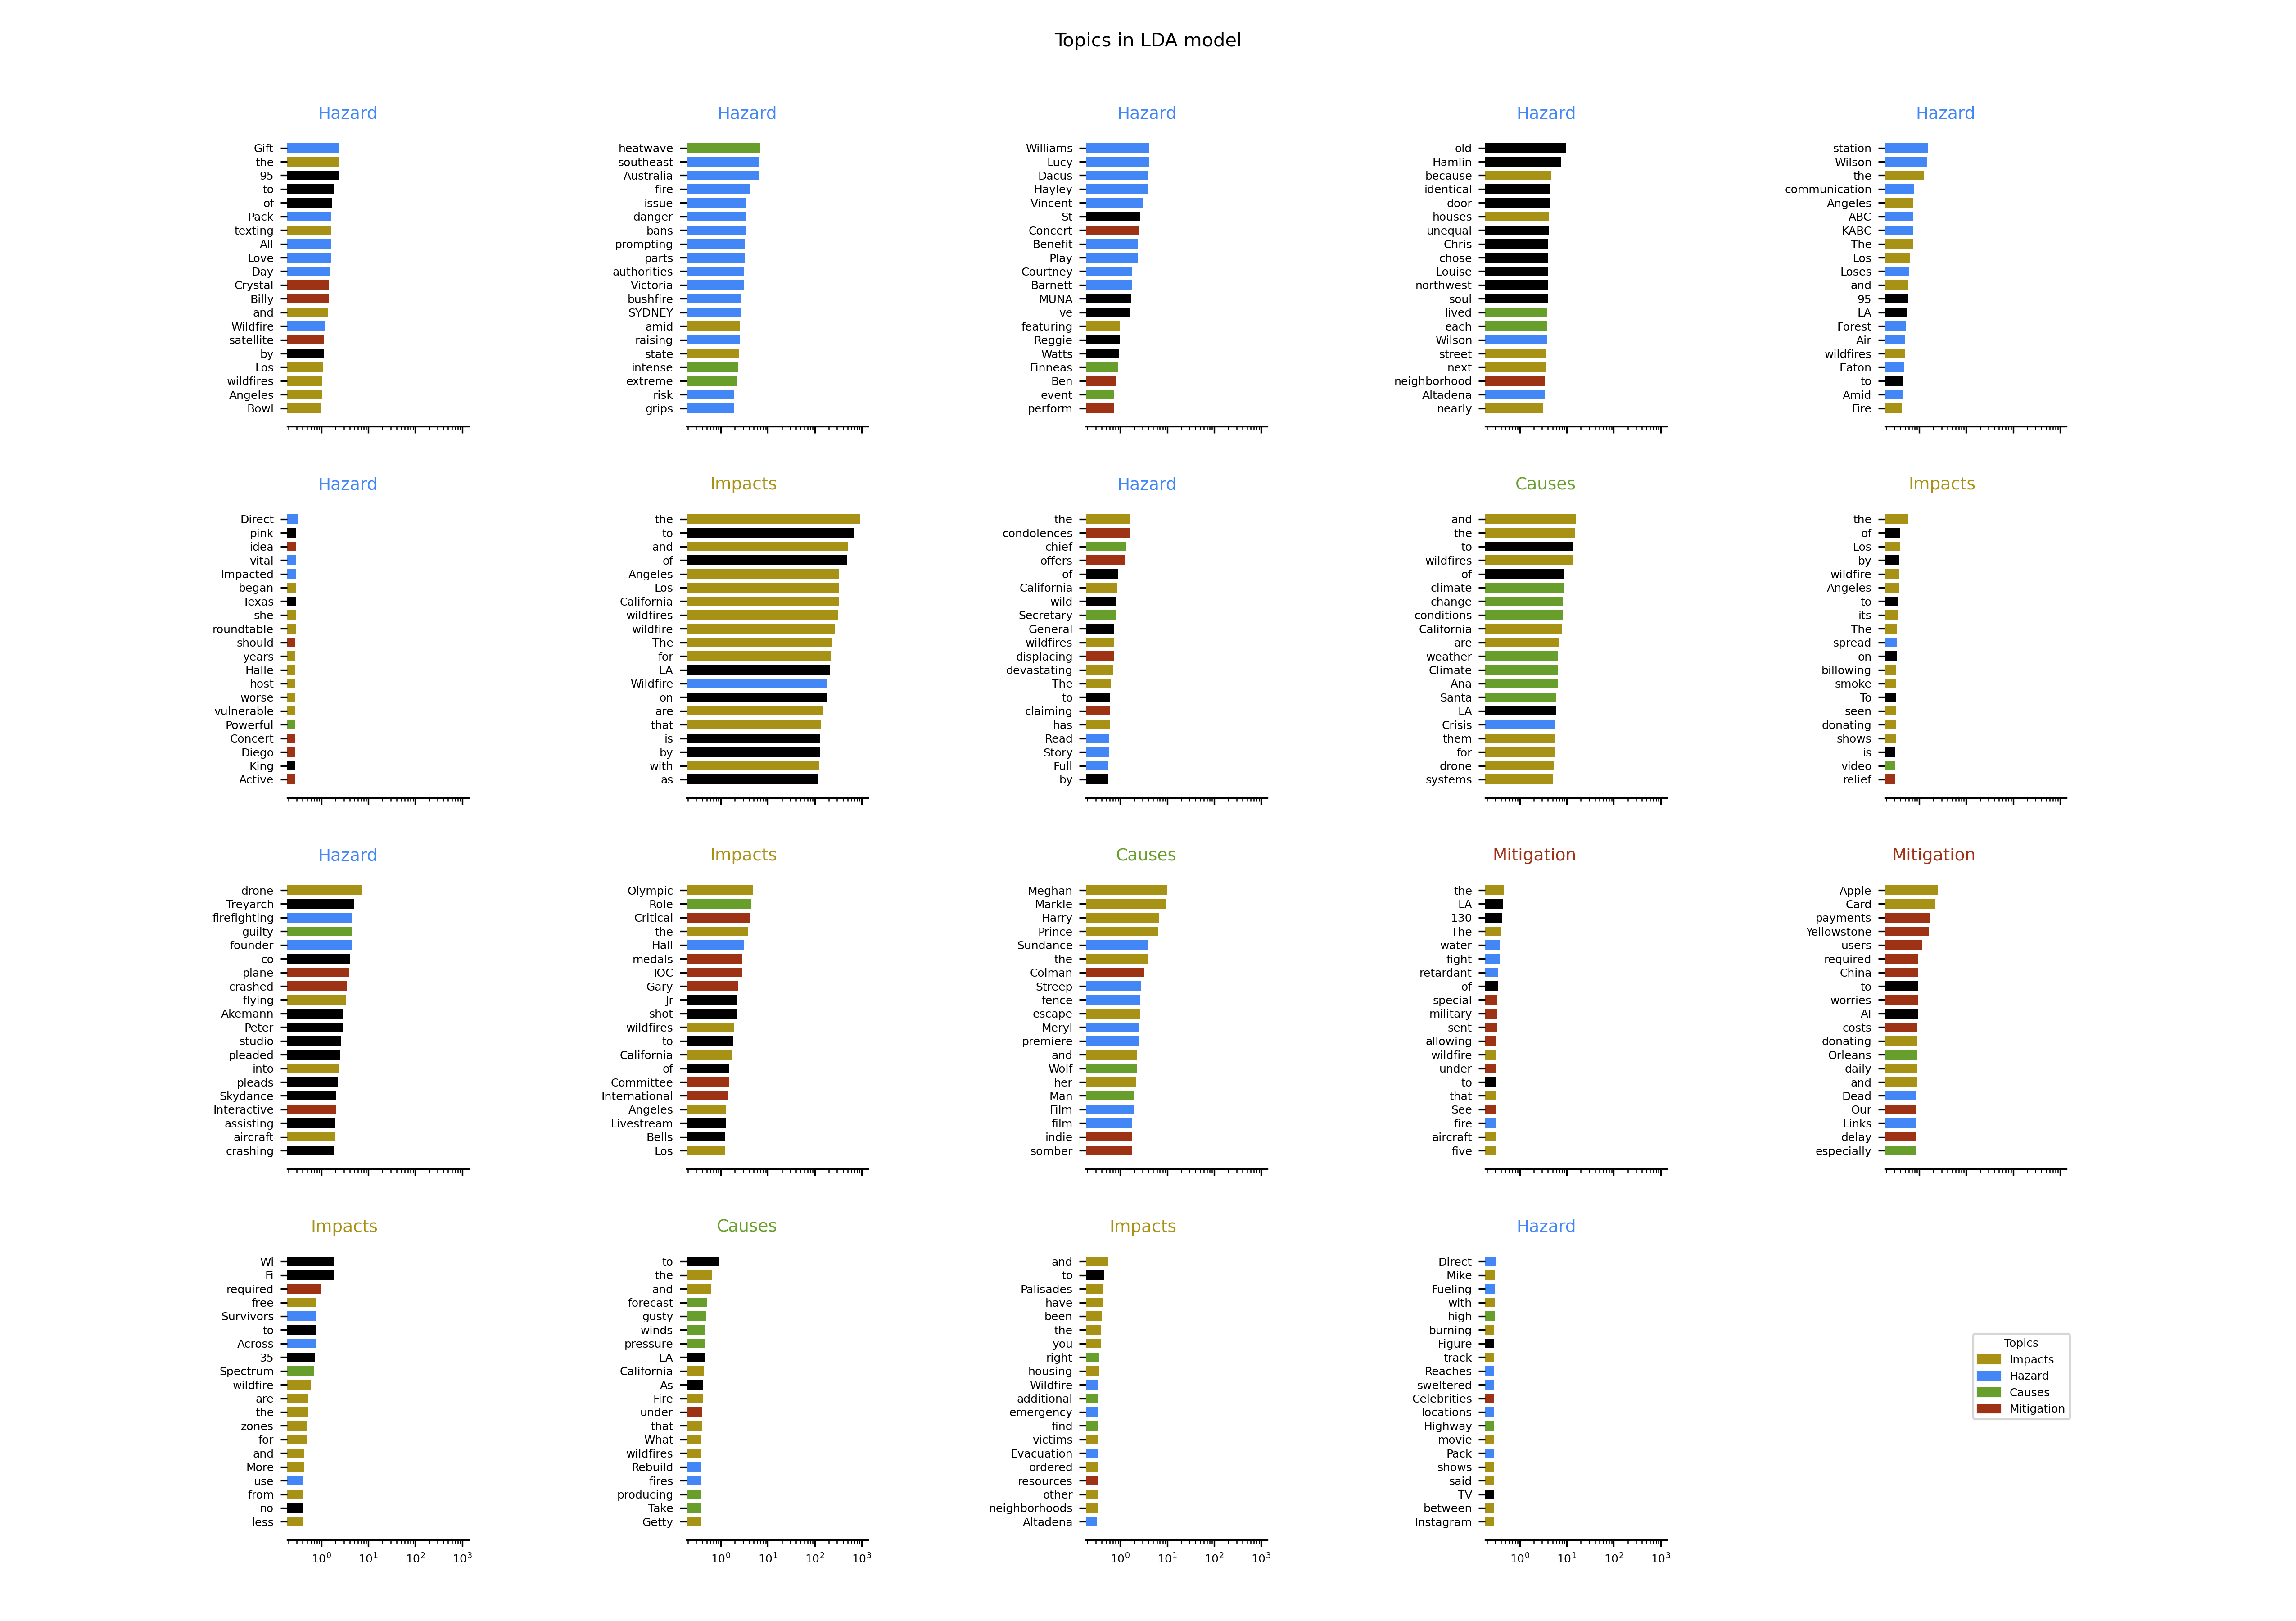 Topics in LDA model
Hazard
Gift
the
95
to
of
Pack
texting
All
Love
Day
Crystal
Billy
and
Wildfire
satellite
by
Los
wildfires
Angeles
Bowl
Hazard
heatwave
southeast
Australia
fire
issue
danger
bans
prompting
parts
authorities
Victoria
bushfire
SYDNEY
amid
raising
state
intense
extreme
risk
grips
Hazard
Williams
Lucy
Dacus
Hayley
Vincent
St
Concert
Benefit
Play
Courtney
Barnett
MUNA
ve
featuring
Reggie
Watts
Finneas
Ben
event
perform
Hazard
old
Hamlin
because
identical
door
houses
unequal
Chris
chose
Louise
northwest
soul
lived
each
Wilson
street
next
neighborhood
Altadena
nearly
Hazard
station
Wilson
the
communication
Angeles
ABC
KABC
The
Los
Loses
and
95
LA
Forest
Air
wildfires
Eaton
to
Amid
Fire
Hazard
Direct
pink
idea
vital
Impacted
began
Texas
she
roundtable
should
years
Halle
host
worse
vulnerable
Powerful
Concert
Diego
King
Active
Impacts
the
to
and
of
Angeles
Los
California
wildfires
wildfire
The
for
LA
Wildfire
on
are
that
is
by
with
as
Hazard
the
condolences
chief
offers
of
California
wild
Secretary
General
wildfires
displacing
devastating
The
to
claiming
has
Read
Story
Full
by
Causes
and
the
to
wildfires
of
climate
change
conditions
California
are
weather
Climate
Ana
Santa
LA
Crisis
them
for
drone
systems
Impacts
the
of
Los
by
wildfire
Angeles
to
its
The
spread
on
billowing
smoke
To
seen
donating
shows
is
video
relief
Hazard
drone
Treyarch
firefighting
guilty
founder
co
plane
crashed
flying
Akemann
Peter
studio
pleaded
into
pleads
Skydance
Interactive
assisting
aircraft
crashing
Impacts
Olympic
Role
Critical
the
Hall
medals
IOC
Gary
Jr
shot
wildfires
to
California
of
Committee
International
Angeles
Livestream
Bells
Los
Causes
Meghan
Markle
Harry
Prince
Sundance
the
Colman
Streep
fence
escape
Meryl
premiere
and
Wolf
her
Man
Film
film
indie
somber
Mitigation
the
LA
130
The
water
fight
retardant
of
special
military
sent
allowing
wildfire
under
to
that
See
fire
aircraft
five
Mitigation
Apple
Card
payments
Yellowstone
users
required
China
to
worries
AI
costs
donating
Orleans
daily
and
Dead
Our
Links
delay
especially
Impacts
Wi
Fi
required
free
Survivors
to
Across
35
Spectrum
wildfire
are
the
zones
for
and
More
use
from
no
less
10⁰ 10¹ 10² 10³
Causes
to
the
and
forecast
gusty
winds
pressure
LA
California
As
Fire
under
that
What
wildfires
Rebuild
fires
producing
Take
Getty
10⁰ 10¹ 10² 10³
Impacts
and
to
Palisades
have
been
the
you
right
housing
Wildfire
additional
emergency
find
victims
Evacuation
ordered
resources
other
neighborhoods
Altadena
10⁰ 10¹ 10² 10³
Hazard
Direct
Mike
Fueling
with
high
burning
Figure
track
Reaches
sweltered
Celebrities
locations
Highway
movie
Pack
shows
said
TV
between
Instagram
10⁰ 10¹ 10² 10³
Topics
Impacts
Hazard
Causes
Mitigation